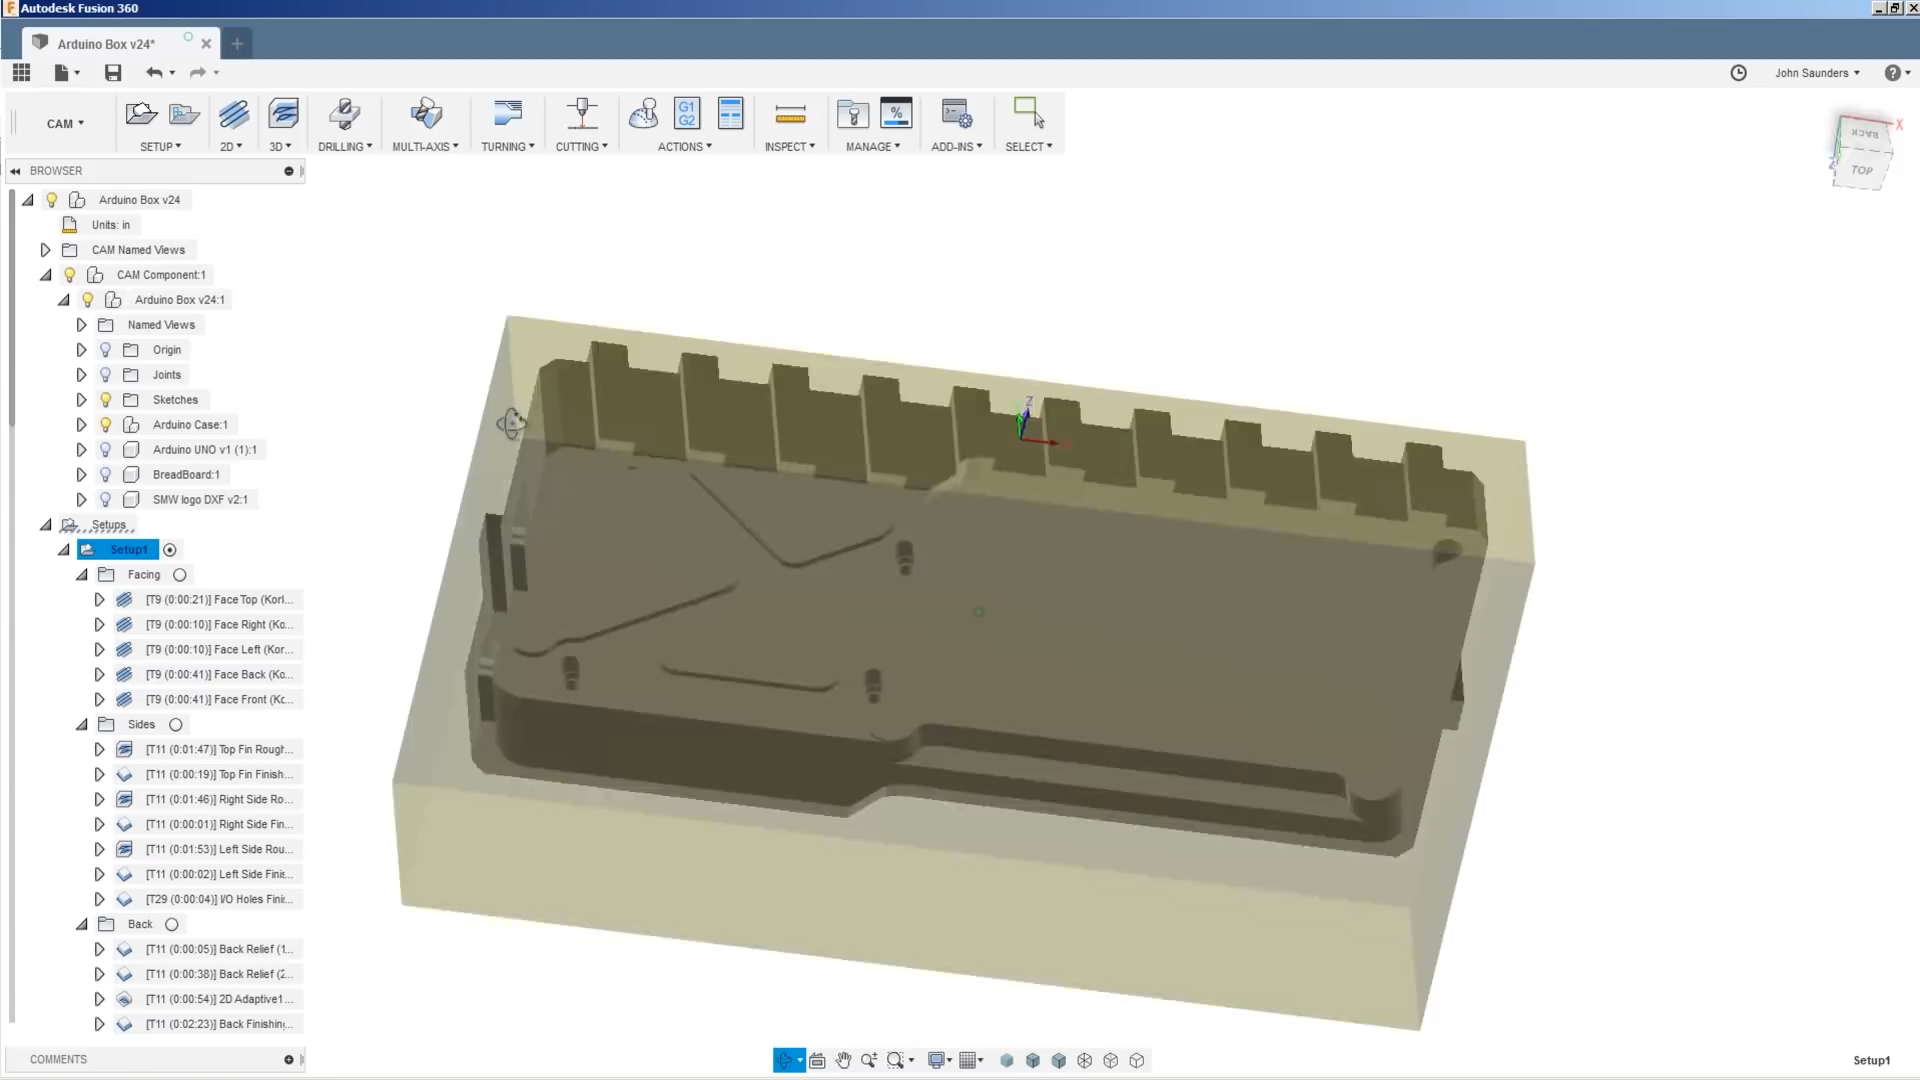 Autodesk Fusion 360
Arduino Box v24*
John Saunders
CAM
SETUP
2D
3D
DRILLING
MULTI-AXIS
TURNING
CUTTING
G1
G2
ACTIONS
INSPECT
%
MANAGE
ADD-INS
SELECT
BACK
TOP
X
Z
BROWSER
Arduino Box v24
Units: in
CAM Named Views
CAM Component:1
Arduino Box v24:1
Named Views
Origin
Joints
Sketches
Arduino Case:1
Arduino UNO v1 (1):1
BreadBoard:1
SMW logo DXF v2:1
Setups
Setup1
Facing
[T9 (0:00:21)] Face Top (Korl...
[T9 (0:00:10)] Face Right (Ko...
[T9 (0:00:10)] Face Left (Kor...
[T9 (0:00:41)] Face Back (Ko...
[T9 (0:00:41)] Face Front (Kc...
Sides
[T11 (0:01:47)] Top Fin Rough...
[T11 (0:00:19)] Top Fin Finish...
[T11 (0:01:46)] Right Side Ro...
[T11 (0:00:01)] Right Side Fin...
[T11 (0:01:53)] Left Side Rou...
[T11 (0:00:02)] Left Side Finis...
[T29 (0:00:04)] I/O Holes Finis...
Back
[T11 (0:00:05)] Back Relief (1...
[T11 (0:00:38)] Back Relief (2...
[T11 (0:00:54)] 2D Adaptive1...
[T11 (0:02:23)] Back Finishing...
Z
COMMENTS
Setup1